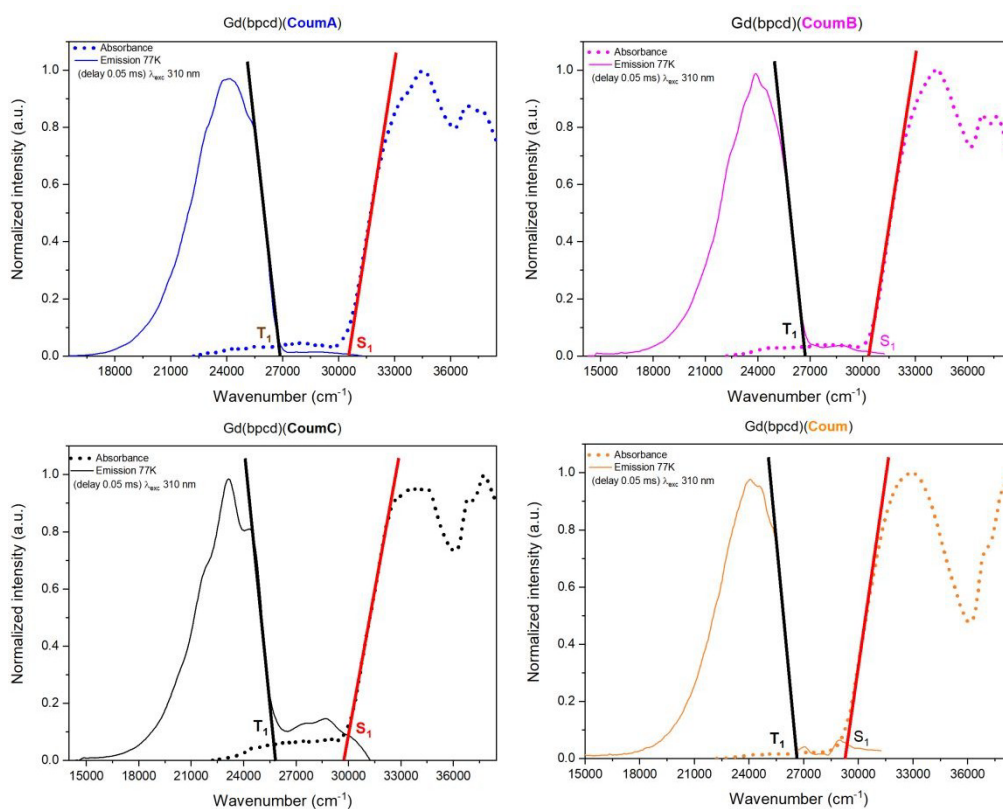 Gd(bpcd)(CoumA)
Absorbance
Emission 77K
(delay 0.05 ms) λexc 310 nm
Normalized intensity (a.u.)
1.0
0.8
0.6
0.4
0.2
0.0
T1
S1
18000 21000 24000 27000 30000 33000 36000
Wavenumber (cm-1)
Gd(bpcd)(CoumB)
Absorbance
Emission 77K
(delay 0.05 ms) λexc 310 nm
Normalized intensity (a.u.)
1.0
0.8
0.6
0.4
0.2
0.0
T1
S1
15000 18000 21000 24000 27000 30000 33000 36000
Wavenumber (cm-1)
Gd(bpcd)(CoumC)
Absorbance
Emission 77K
(delay 0.05 ms) λexc 310 nm
Normalized intensity (a.u.)
1.0
0.8
0.6
0.4
0.2
0.0
T1
S1
15000 18000 21000 24000 27000 30000 33000 36000
Wavenumber (cm-1)
Gd(bpcd)(Coum)
Absorbance
Emission 77K
(delay 0.05 ms) λexc 310 nm
Normalized intensity (a.u.)
1.0
0.8
0.6
0.4
0.2
0.0
T1
S1
15000 18000 21000 24000 27000 30000 33000 36000
Wavenumber (cm-1)